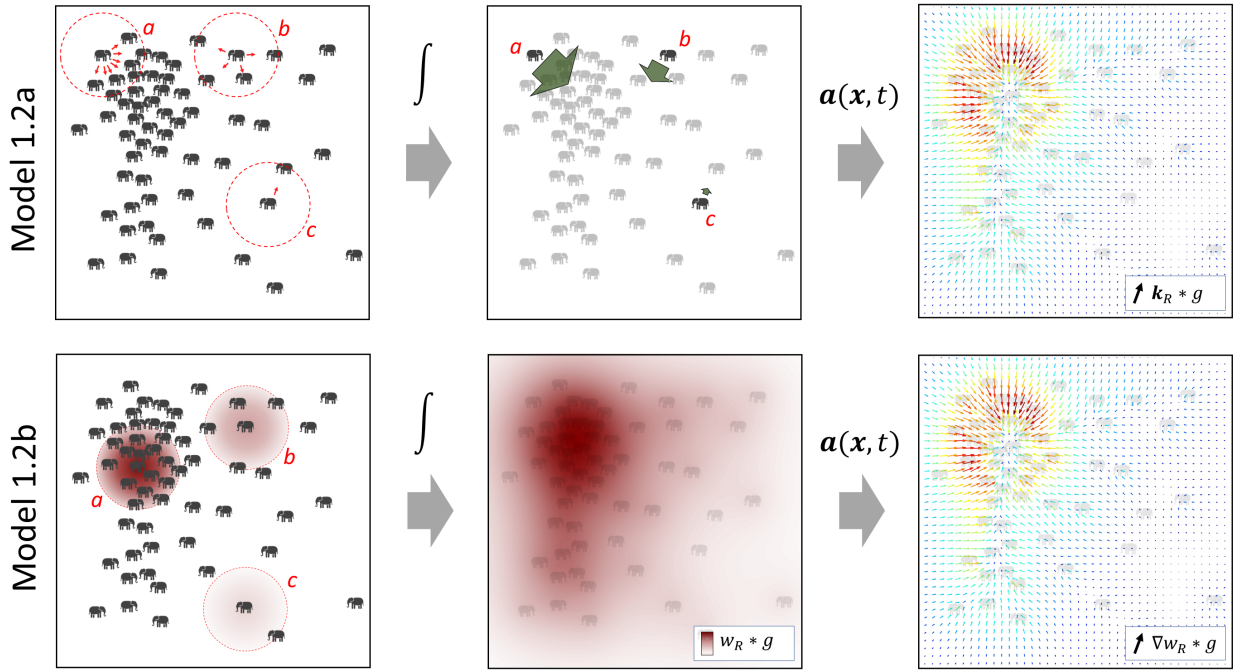 Model 1.2a
a
b
c
∫
a
b
c
𝒂(𝒙, t)
𝒌_R ∗ g
Model 1.2b
a
b
c
∫
w_R ∗ g
𝒂(𝒙, t)
∇w_R ∗ g